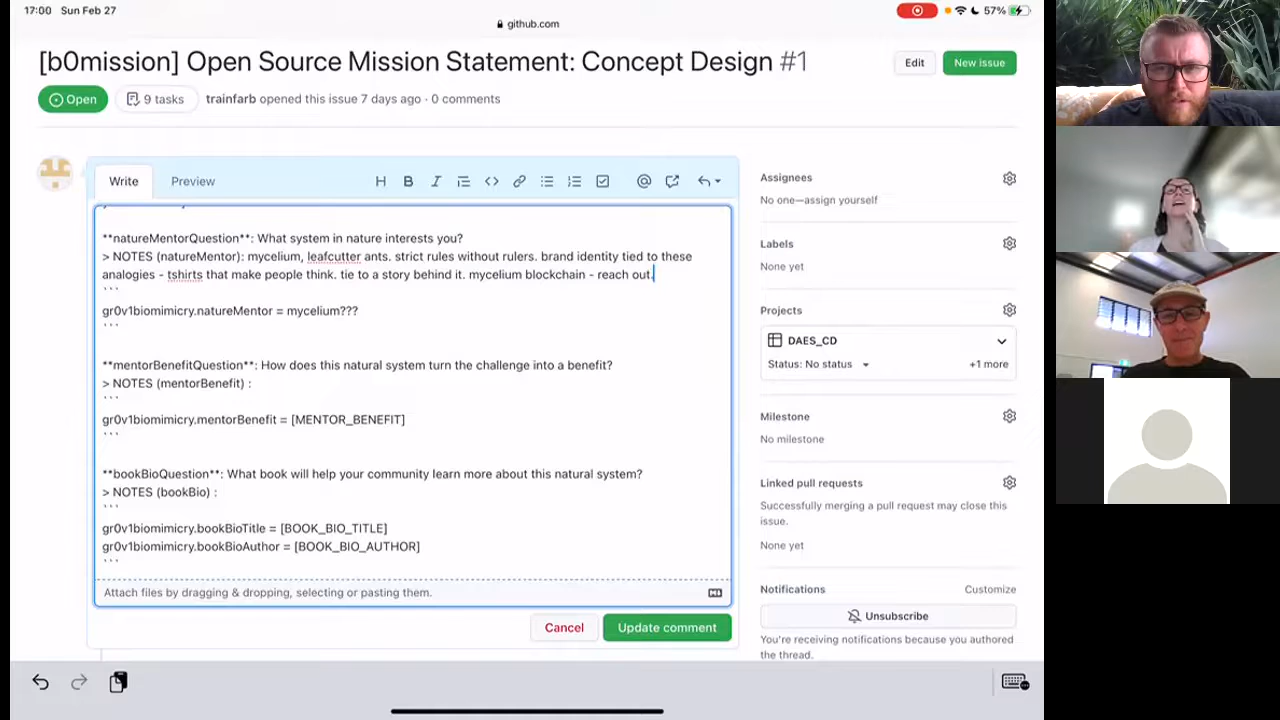 17:00 Sun Feb 27
57%
github.com
[b0mission] Open Source Mission Statement: Concept Design #1
Edit
New issue
Open
9 tasks
trainfarb opened this issue 7 days ago · 0 comments
Write
Preview
**natureMentorQuestion**: What system in nature interests you?
> NOTES (natureMentor): mycelium, leafcutter ants. strict rules without rulers. brand identity tied to these
analogies - tshirts that make people think. tie to a story behind it. mycelium blockchain - reach out.
```
gr0v1biomimicry.natureMentor = mycelium???
```
**mentorBenefitQuestion**: How does this natural system turn the challenge into a benefit?
> NOTES (mentorBenefit) :
```
gr0v1biomimicry.mentorBenefit = [MENTOR_BENEFIT]
```
**bookBioQuestion**: What book will help your community learn more about this natural system?
> NOTES (bookBio) :
```
gr0v1biomimicry.bookBioTitle = [BOOK_BIO_TITLE]
gr0v1biomimicry.bookBioAuthor = [BOOK_BIO_AUTHOR]
```
Attach files by dragging & dropping, selecting or pasting them.
Cancel
Update comment
Assignees
No one—assign yourself
Labels
None yet
Projects
DAES_CD
Status: No status
+1 more
Milestone
No milestone
Linked pull requests
Successfully merging a pull request may close this
issue.
None yet
Notifications
Customize
Unsubscribe
You're receiving notifications because you authored
the thread.